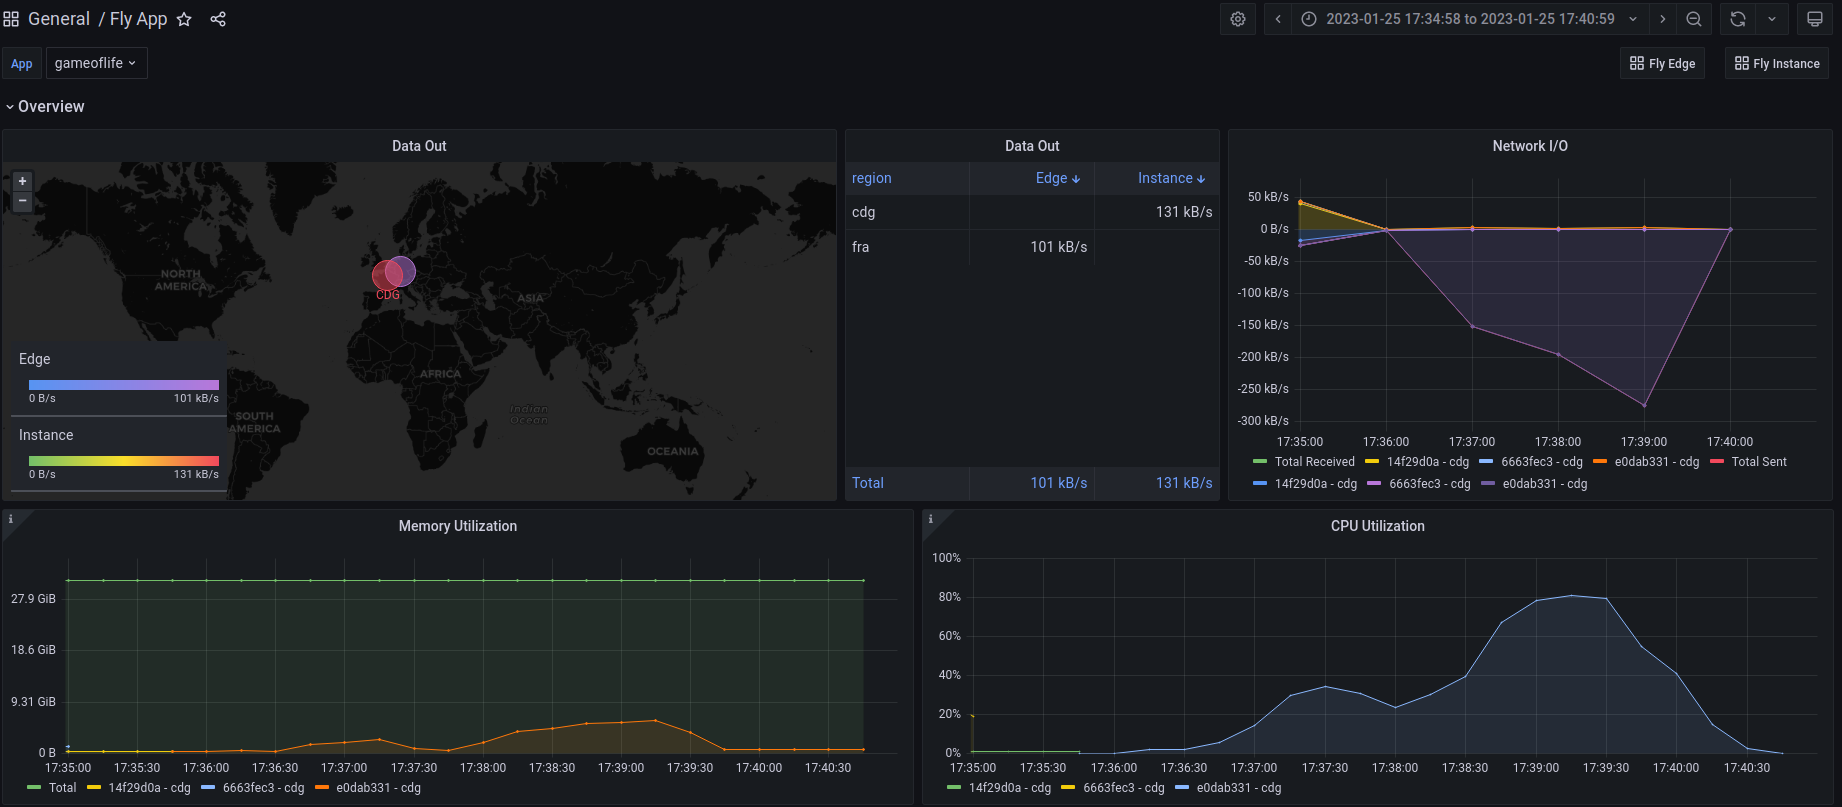 General / Fly App
2023-01-25 17:34:58 to 2023-01-25 17:40:59
App
gameoflife
Fly Edge
Fly Instance
Overview
Data Out
+
−
NORTH
AMERICA
CDG
ASIA
AFRICA
SOUTH
AMERICA
Indian
Ocean
OCEANIA
Edge
0 B/s 101 kB/s
Instance
0 B/s 131 kB/s
Data Out
region Edge Instance
cdg 131 kB/s
fra 101 kB/s
Total 101 kB/s 131 kB/s
Network I/O
50 kB/s
0 B/s
-50 kB/s
-100 kB/s
-150 kB/s
-200 kB/s
-250 kB/s
-300 kB/s
17:35:00 17:36:00 17:37:00 17:38:00 17:39:00 17:40:00
Total Received 14f29d0a - cdg 6663fec3 - cdg e0dab331 - cdg Total Sent
14f29d0a - cdg 6663fec3 - cdg e0dab331 - cdg
i
Memory Utilization
27.9 GiB
18.6 GiB
9.31 GiB
0 B
17:35:00 17:35:30 17:36:00 17:36:30 17:37:00 17:37:30 17:38:00 17:38:30 17:39:00 17:39:30 17:40:00 17:40:30
Total 14f29d0a - cdg 6663fec3 - cdg e0dab331 - cdg
i
CPU Utilization
100%
80%
60%
40%
20%
0%
17:35:00 17:35:30 17:36:00 17:36:30 17:37:00 17:37:30 17:38:00 17:38:30 17:39:00 17:39:30 17:40:00 17:40:30
14f29d0a - cdg 6663fec3 - cdg e0dab331 - cdg